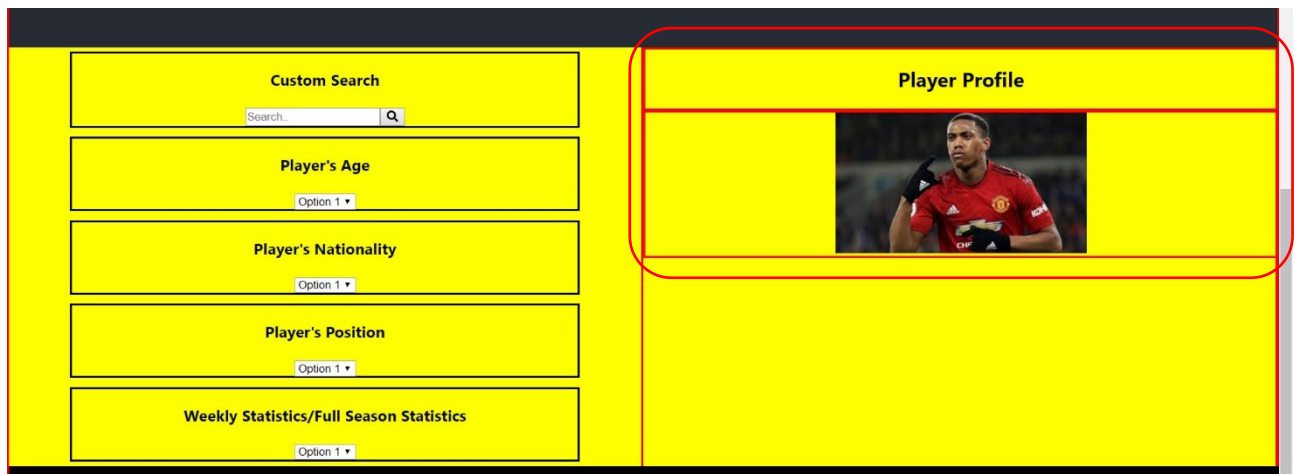 Custom Search
Search..
Player's Age
Option 1
Player's Nationality
Option 1
Player's Position
Option 1
Weekly Statistics/Full Season Statistics
Option 1
Player Profile